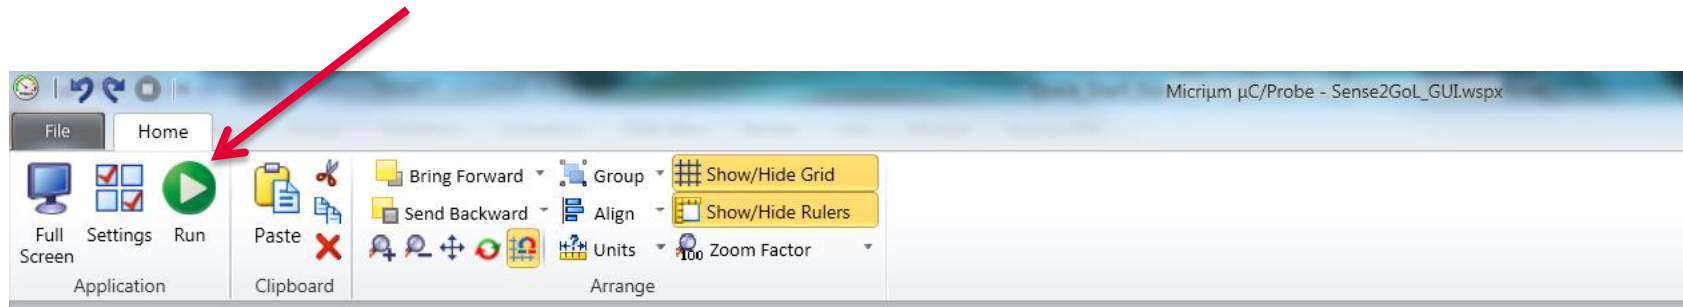 Micriµm µC/Probe - Sense2GoL_GUI.wspx
File
Home
Bring Forward
Group
Show/Hide Grid
Send Backward
Align
Show/Hide Rulers
Full
Screen
Settings
Run
Paste
Units
100
Zoom Factor
Application
Clipboard
Arrange